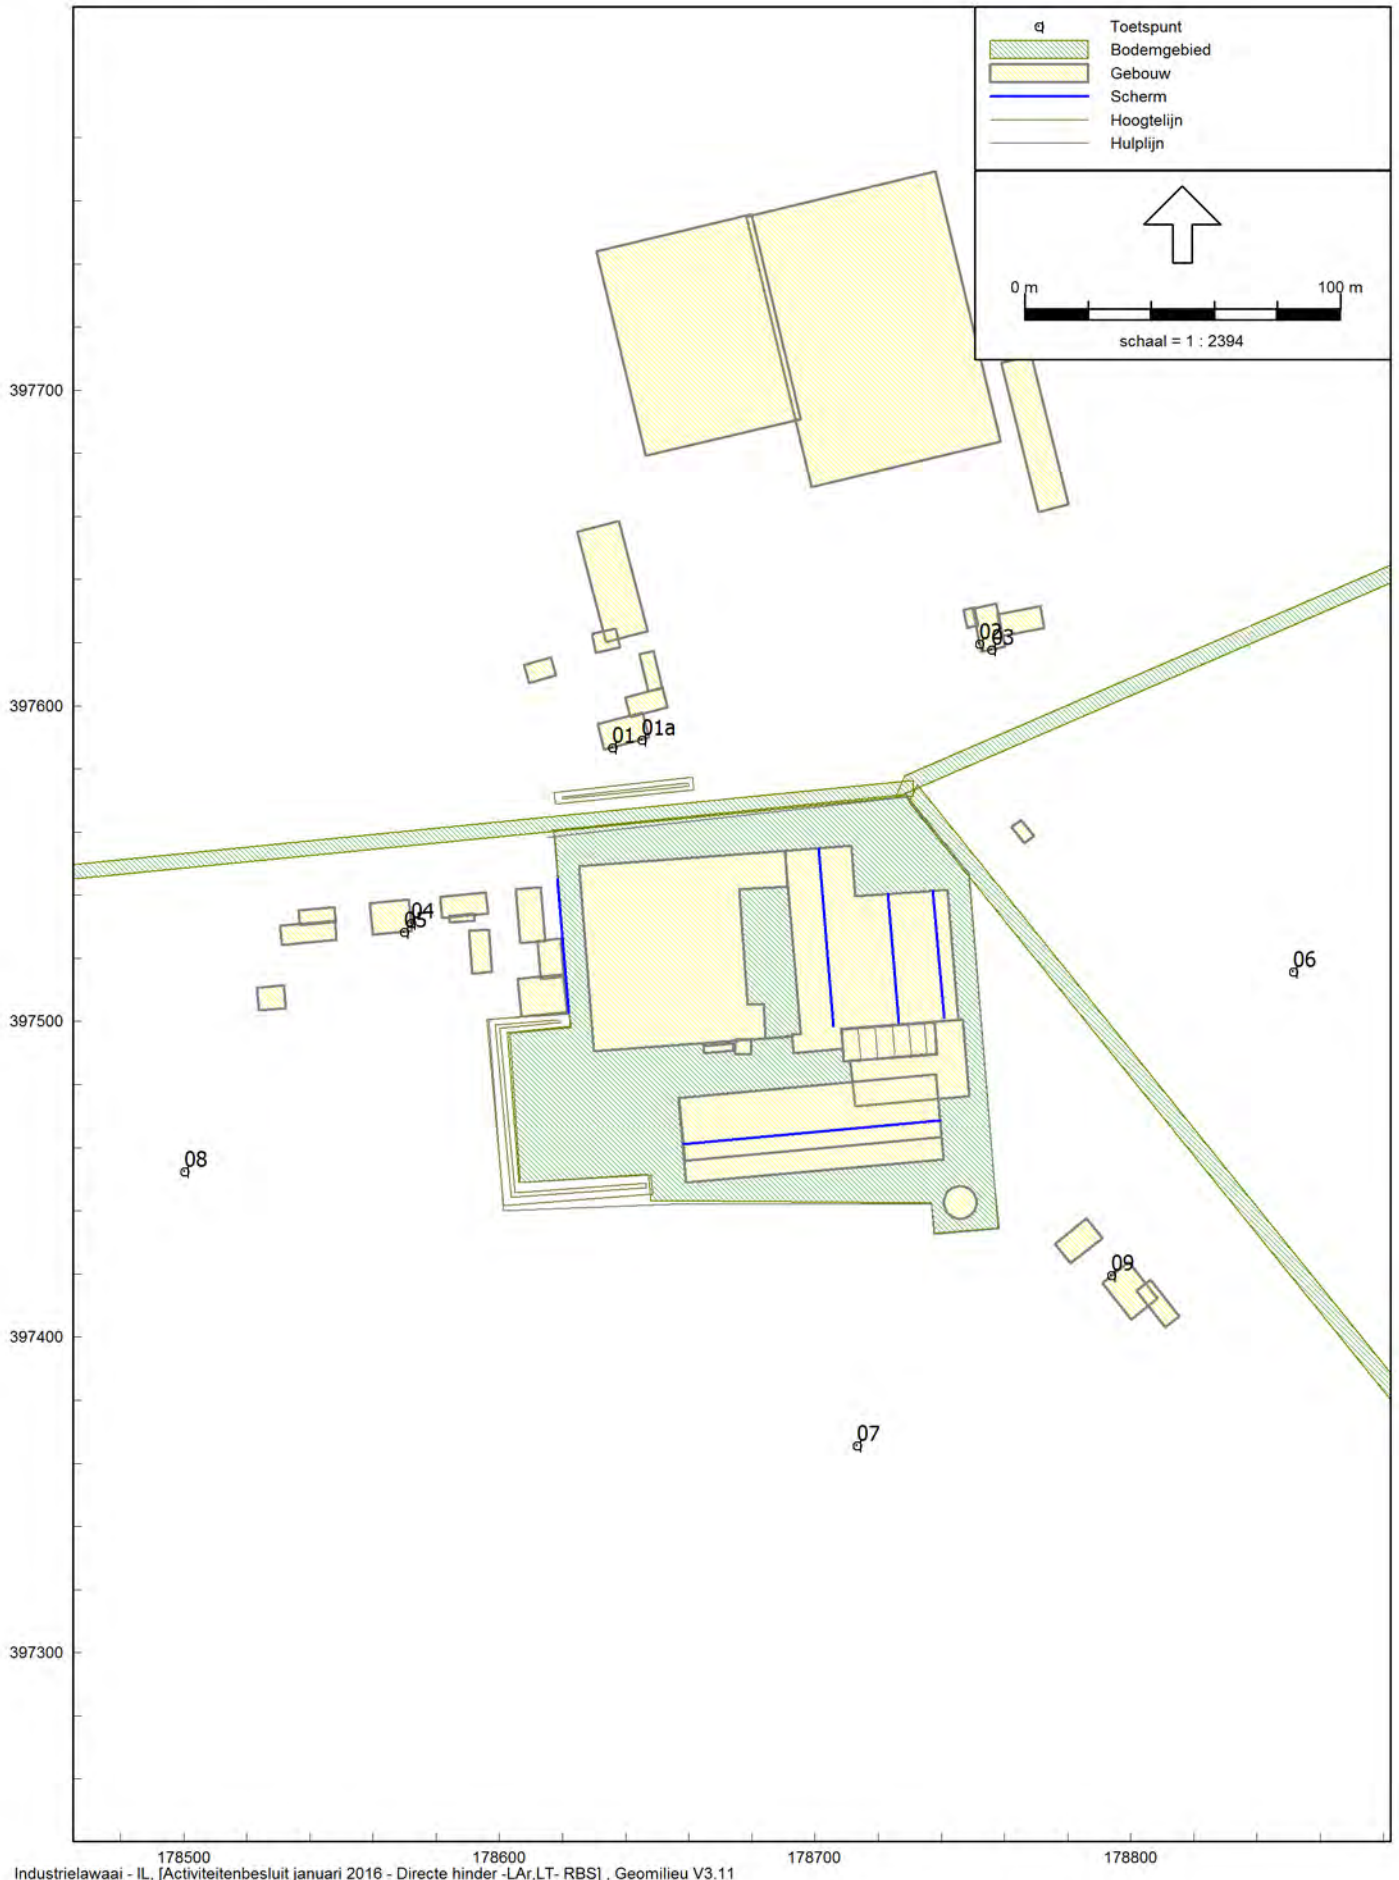 Toetspunt
Bodemgebied
Gebouw
Scherm
Hoogtelijn
Hulplijn
0 m 100 m
schaal = 1 : 2394
397700
02
03
397600
01 01a
04
05
06
397500
08
09
397400
07
397300
178500 178600 178700 178800
Industrielawaai - IL, [Activiteitenbesluit januari 2016 - Directe hinder -LAr,LT- RBS] , Geomilieu V3.11